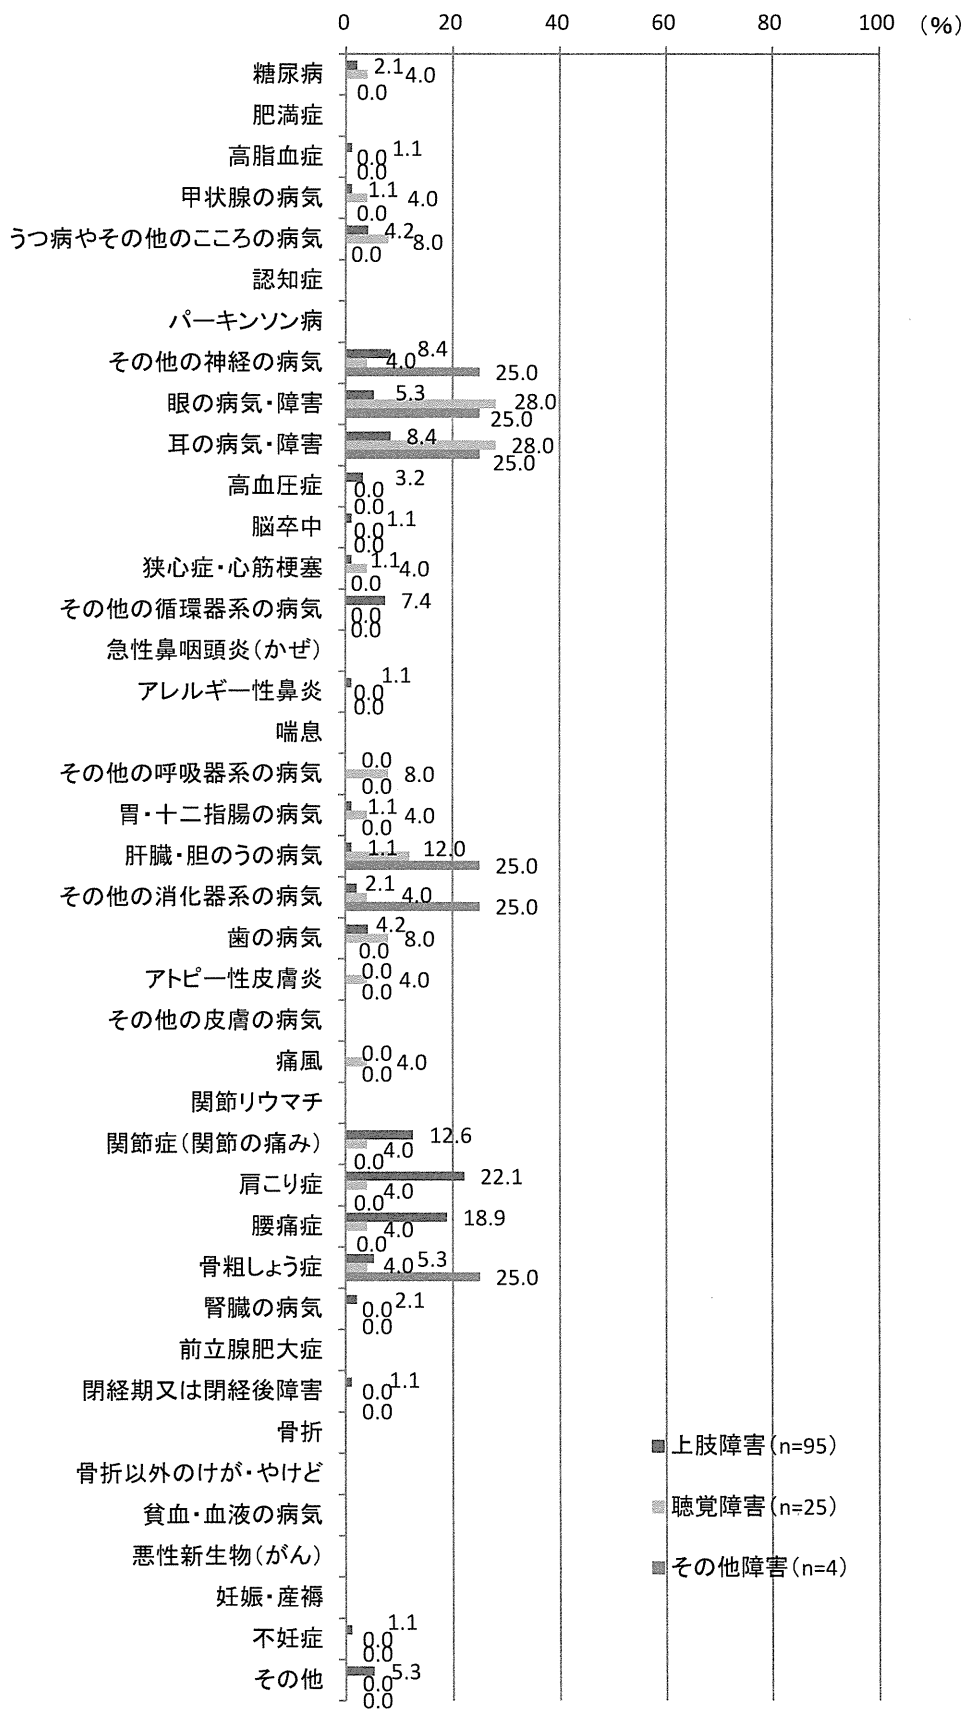 0 20 40 60 80 100 (%)
糖尿病 2.1 4.0 0.0
肥満症
高脂血症 1.1 0.0 0.0
甲状腺の病気 1.1 4.0 0.0
うつ病やその他のこころの病気 4.2 8.0 0.0
認知症
パーキンソン病
その他の神経の病気 8.4 4.0 25.0
眼の病気・障害 5.3 28.0 25.0
耳の病気・障害 8.4 28.0 25.0
高血圧症 3.2 0.0 0.0
脳卒中 1.1 0.0 0.0
狭心症・心筋梗塞 1.1 4.0 0.0
その他の循環器系の病気 7.4 0.0 0.0
急性鼻咽頭炎(かぜ)
アレルギー性鼻炎 1.1 0.0 0.0
喘息
その他の呼吸器系の病気 0.0 8.0 0.0
胃・十二指腸の病気 1.1 4.0 0.0
肝臓・胆のうの病気 1.1 12.0 25.0
その他の消化器系の病気 2.1 4.0 25.0
歯の病気 4.2 8.0 0.0
アトピー性皮膚炎 0.0 4.0 0.0
その他の皮膚の病気
痛風 0.0 4.0 0.0
関節リウマチ
関節症(関節の痛み) 12.6 4.0 0.0
肩こり症 22.1 4.0 0.0
腰痛症 18.9 4.0 0.0
骨粗しょう症 5.3 4.0 25.0
腎臓の病気 2.1 0.0 0.0
前立腺肥大症
閉経期又は閉経後障害 1.1 0.0 0.0
骨折
骨折以外のけが・やけど
貧血・血液の病気
悪性新生物(がん)
妊娠・産褥
不妊症 1.1 0.0 0.0
その他 5.3 0.0 0.0
上肢障害(n=95)
聴覚障害(n=25)
その他障害(n=4)